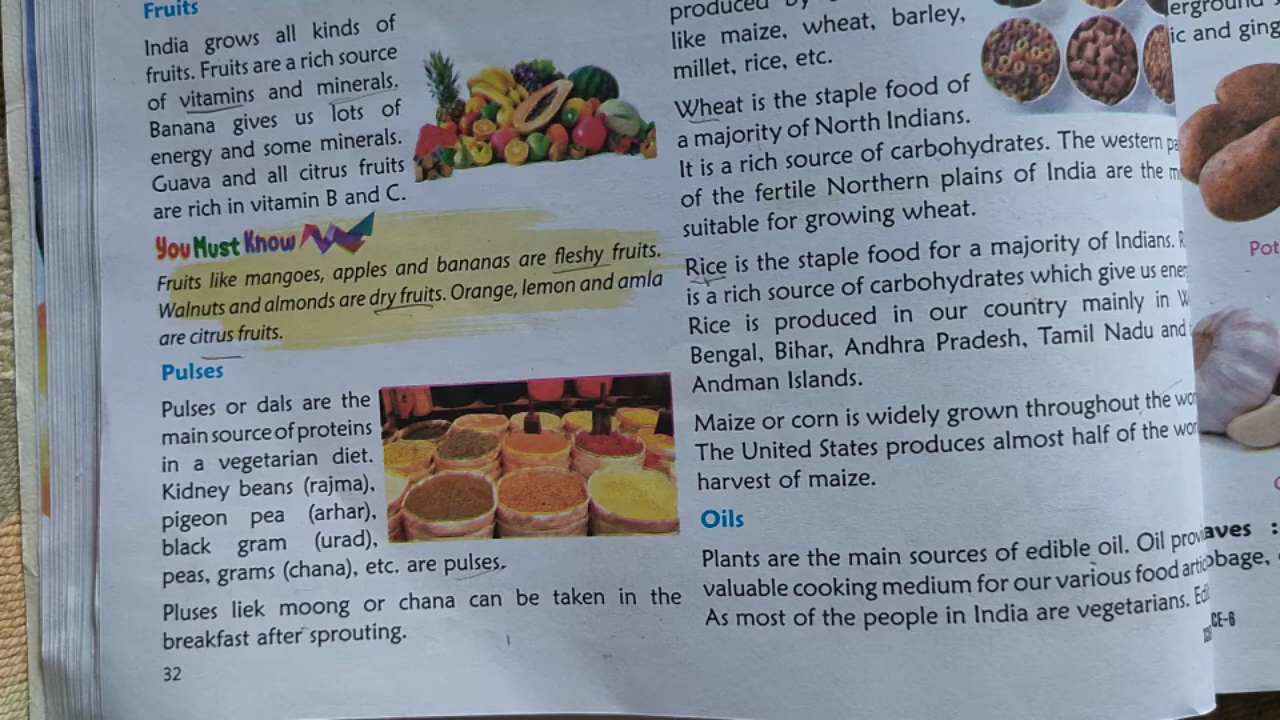 Fruits
India grows all kinds of
fruits. Fruits are a rich source
of vitamins and minerals.
Banana gives us lots of
energy and some minerals.
Guava and all citrus fruits
are rich in vitamin B and C.
You Must Know
Fruits like mangoes, apples and bananas are fleshy fruits.
Walnuts and almonds are dry fruits. Orange, lemon and amla
are citrus fruits.
Pulses
Pulses or dals are the
main source of proteins
in a vegetarian diet.
Kidney beans (rajma),
pigeon pea (arhar),
black gram (urad),
peas, grams (chana), etc. are pulses.
Pluses liek moong or chana can be taken in the
breakfast after sprouting.
32
produced
like maize, wheat, barley,
millet, rice, etc.
Wheat is the staple food of
a majority of North Indians.
It is a rich source of carbohydrates. The western
of the fertile Northern plains of India are the
suitable for growing wheat.
Rice is the staple food for a majority of Indians.
is a rich source of carbohydrates which give us
Rice is produced in our country mainly in
Bengal, Bihar, Andhra Pradesh, Tamil Nadu and
Andman Islands.
Maize or corn is widely grown throughout the
The United States produces almost half of the
harvest of maize.
Oils
Plants are the main sources of edible oil. Oil
valuable cooking medium for our various food
As most of the people in India are vegetarians.
and
CE-6